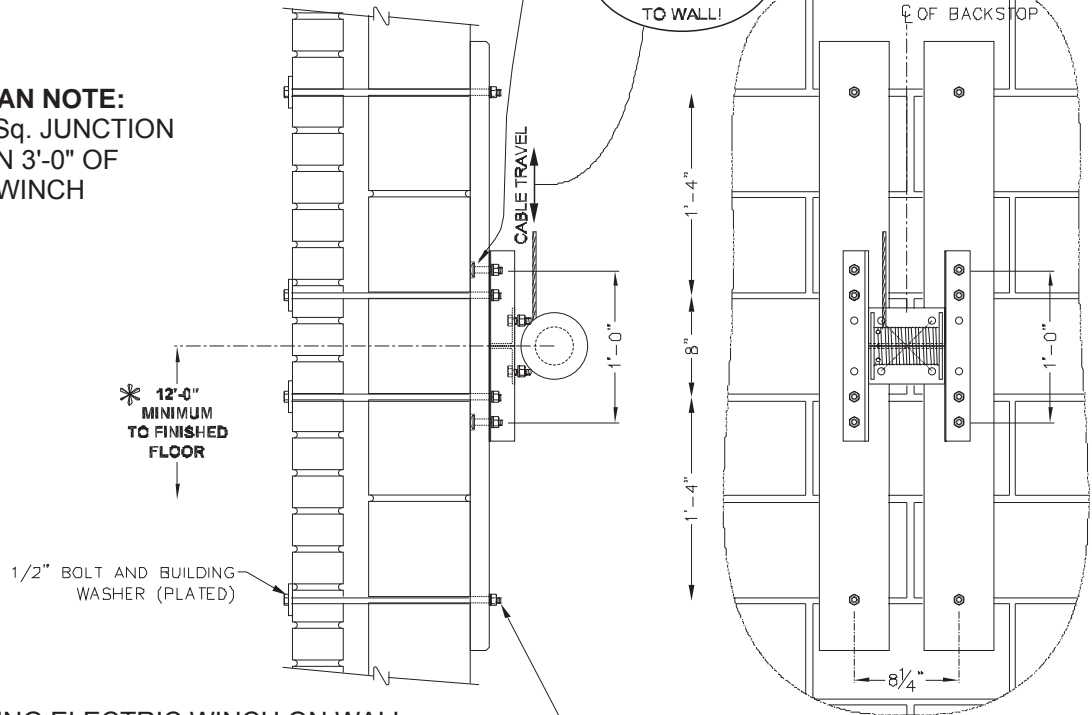 TO WALL!
℄ OF BACKSTOP
AN NOTE:
Sq. JUNCTION
N 3'-0" OF
WINCH
CABLE TRAVEL
1'-4"
8"
1'-4"
1'-0"
1'-0"
✻ 12'-0"
MINIMUM
TO FINISHED
FLOOR
1/2" BOLT AND BUILDING
WASHER (PLATED)
8 1/4"
ING ELECTRIC WINCH ON WALL